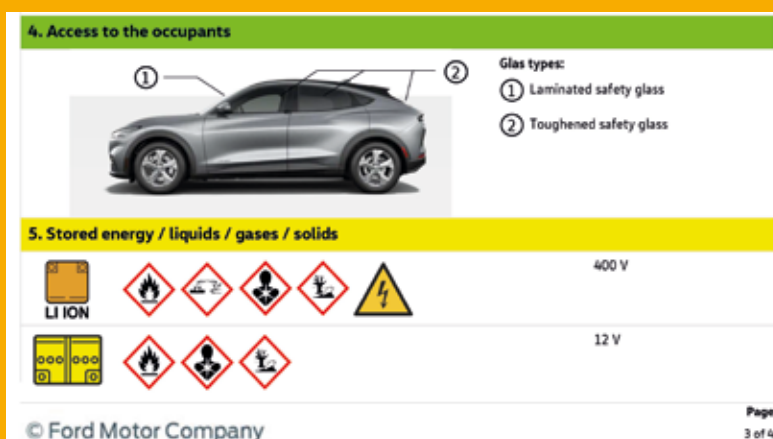 4. Access to the occupants
1
2
Glas types:
1 Laminated safety glass
2 Toughened safety glass
5. Stored energy / liquids / gases / solids
400 V
LI ION
12 V
Page
3 of 4
© Ford Motor Company